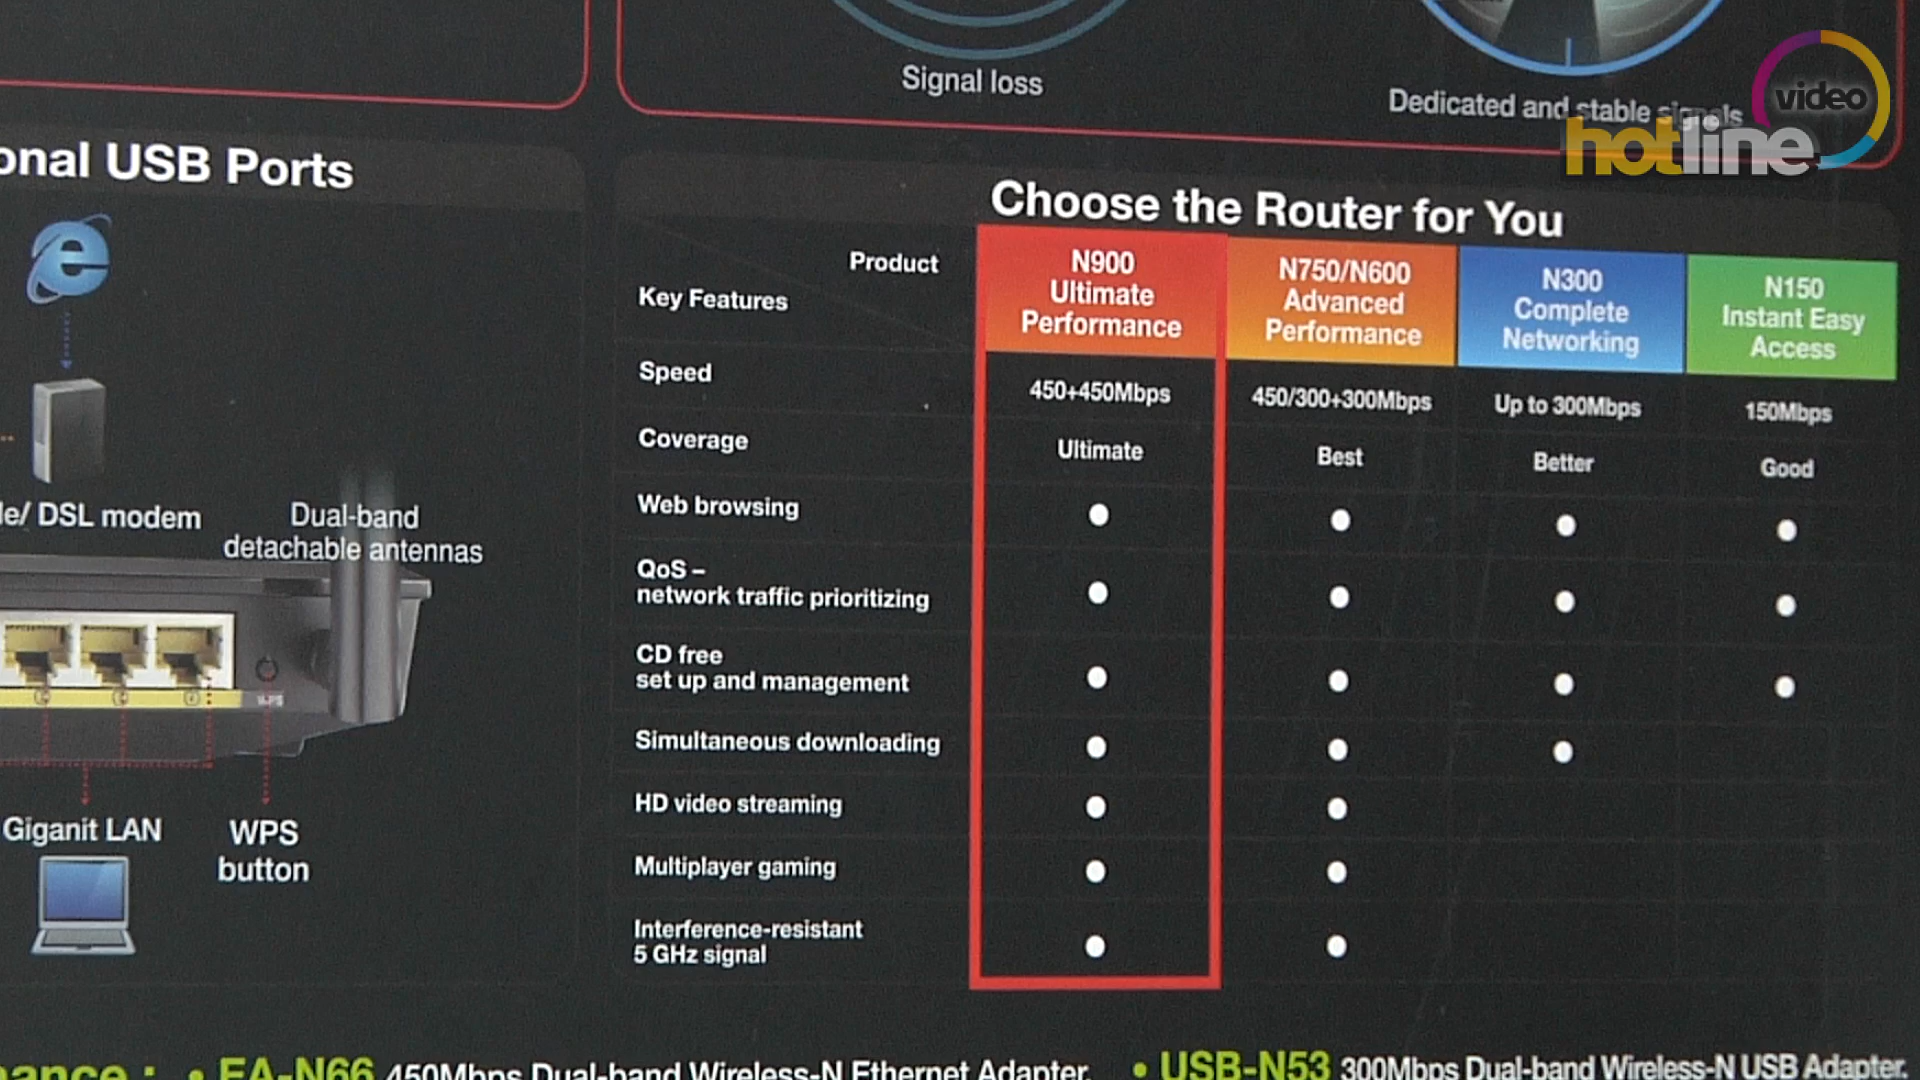 Signal loss
Dedicated and stable signals
video
hotline
onal USB Ports
le/ DSL modem
Dual-band
detachable antennas
WPS
Giganit LAN
WPS
button
Choose the Router for You
Product
Key Features
N900
Ultimate
Performance
N750/N600
Advanced
Performance
N300
Complete
Networking
N150
Instant Easy
Access
Speed
450+450Mbps
450/300+300Mbps
Up to 300Mbps
150Mbps
Coverage
Ultimate
Best
Better
Good
Web browsing
QoS –
network traffic prioritizing
CD free
set up and management
Simultaneous downloading
HD video streaming
Multiplayer gaming
Interference-resistant
5 GHz signal
nance : • EA-N66 450Mbps Dual-band Wireless-N Ethernet Adapter. • USB-N53 300Mbps Dual-band Wireless-N USB Adapter.